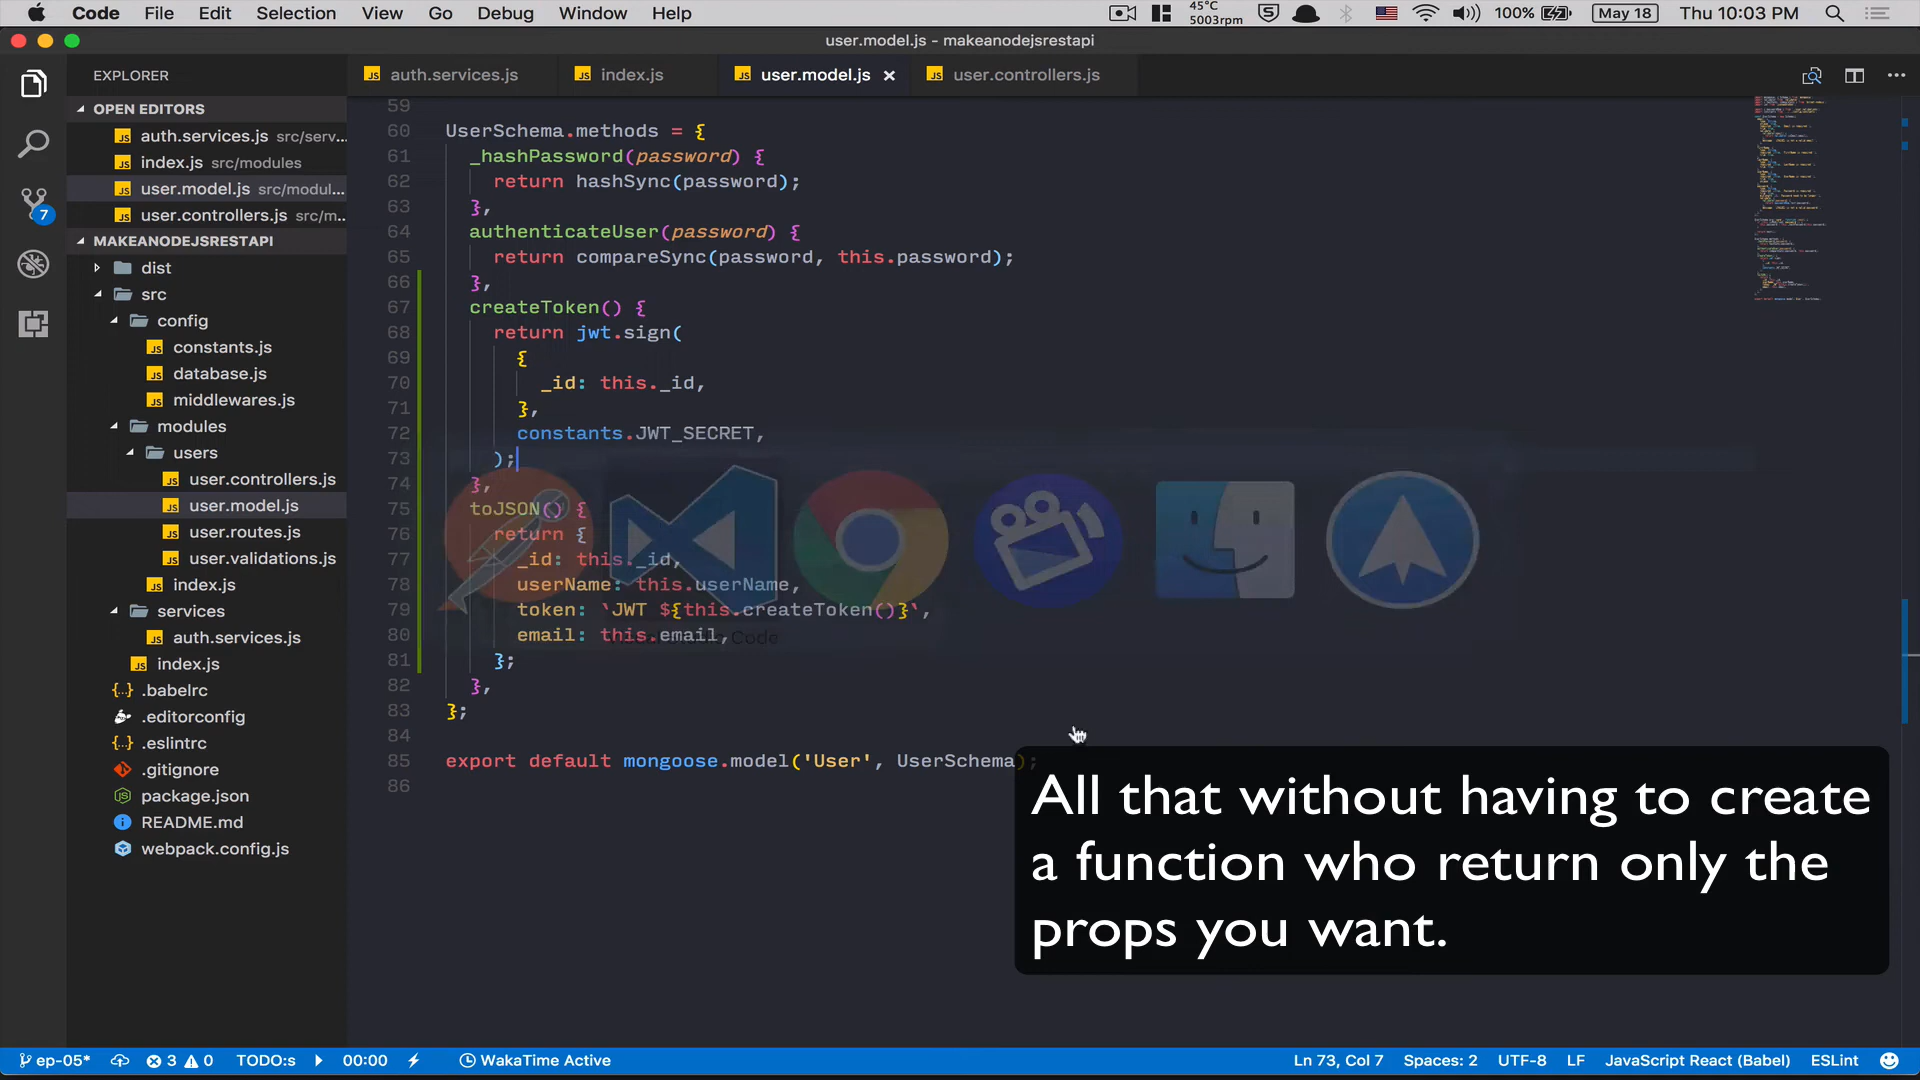 Code File Edit Selection View Go Debug Window Help
45°C
5003rpm
100%
May 18
Thu 10:03 PM
user.model.js - makeanodejsrestapi
EXPLORER
OPEN EDITORS
auth.services.js src/serv...
index.js src/modules
user.model.js src/modul...
user.controllers.js src/m...
7
MAKEANODEJSRESTAPI
dist
src
config
constants.js
database.js
middlewares.js
modules
users
user.controllers.js
user.model.js
user.routes.js
user.validations.js
index.js
services
auth.services.js
index.js
.babelrc
.editorconfig
.eslintrc
.gitignore
package.json
README.md
webpack.config.js
auth.services.js
index.js
user.model.js
user.controllers.js
59
60 UserSchema.methods = {
61 _hashPassword(password) {
62 return hashSync(password);
63 },
64 authenticateUser(password) {
65 return compareSync(password, this.password);
66 },
67 createToken() {
68 return jwt.sign(
69 {
70 _id: this._id,
71 },
72 constants.JWT_SECRET,
73 );
74 },
75 toJSON() {
76 return {
77 _id: this._id,
78 userName: this.userName,
79 token: `JWT ${this.createToken()}`,
80 email: this.email,
81 };
82 },
83 };
84
85 export default mongoose.model('User', UserSchema);
86
All that without having to create
a function who return only the
props you want.
ep-05* 3 0 TODO:s 00:00 WakaTime Active
Ln 73, Col 7 Spaces: 2 UTF-8 LF JavaScript React (Babel) ESLint